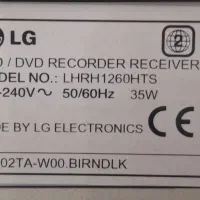 LG
2
D / DVD RECORDER RECEIVER
DEL NO.: LHRH1260HTS
-240V~ 50/60Hz 35W
DE BY LG ELECTRONICS
CE
02TA-W00.BIRNDLK